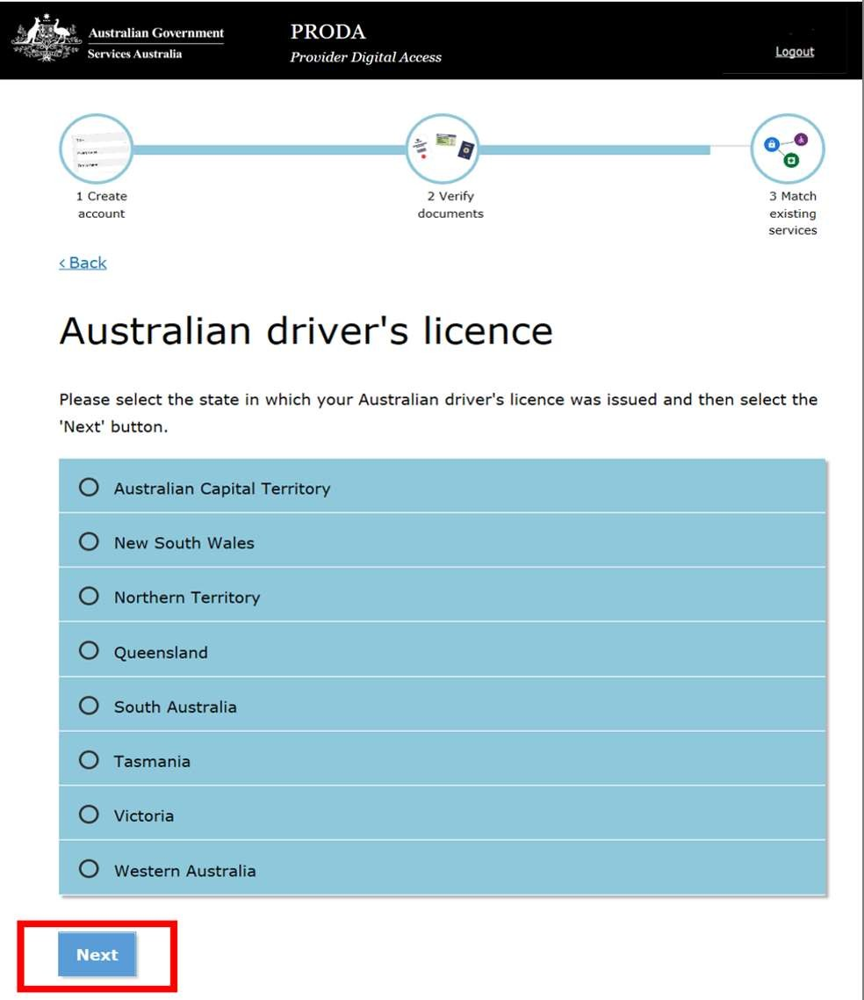 Australian Government
Services Australia
PRODA
Provider Digital Access
Logout
1 Create
account
2 Verify
documents
3 Match
existing
services
< Back
Australian driver's licence
Please select the state in which your Australian driver's licence was issued and then select the
'Next' button.
Australian Capital Territory
New South Wales
Northern Territory
Queensland
South Australia
Tasmania
Victoria
Western Australia
Next